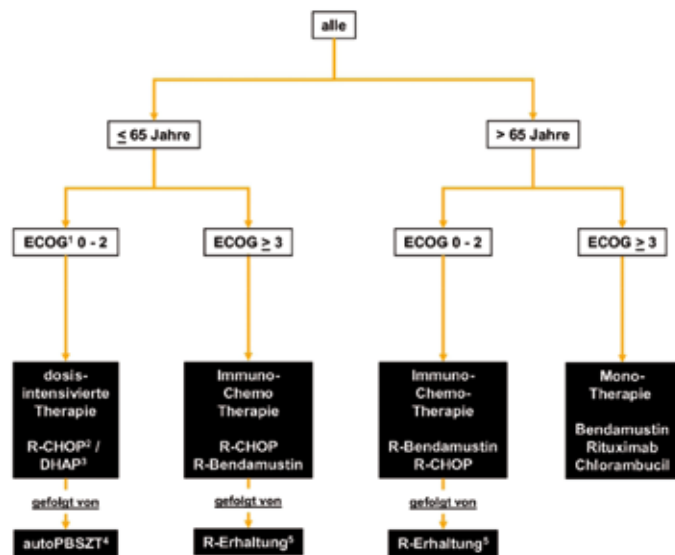 alle
≤ 65 Jahre
> 65 Jahre
ECOG¹ 0 - 2
ECOG ≥ 3
ECOG 0 - 2
ECOG ≥ 3
dosis-
intensivierte
Therapie
R-CHOP² /
DHAP³
Immuno-
Chemo
Therapie
R-CHOP
R-Bendamustin
Immuno-
Chemo-
Therapie
R-Bendamustin
R-CHOP
Mono-
Therapie
Bendamustin
Rituximab
Chlorambucil
gefolgt von
gefolgt von
gefolgt von
autoPBSZT⁴
R-Erhaltung⁵
R-Erhaltung⁵